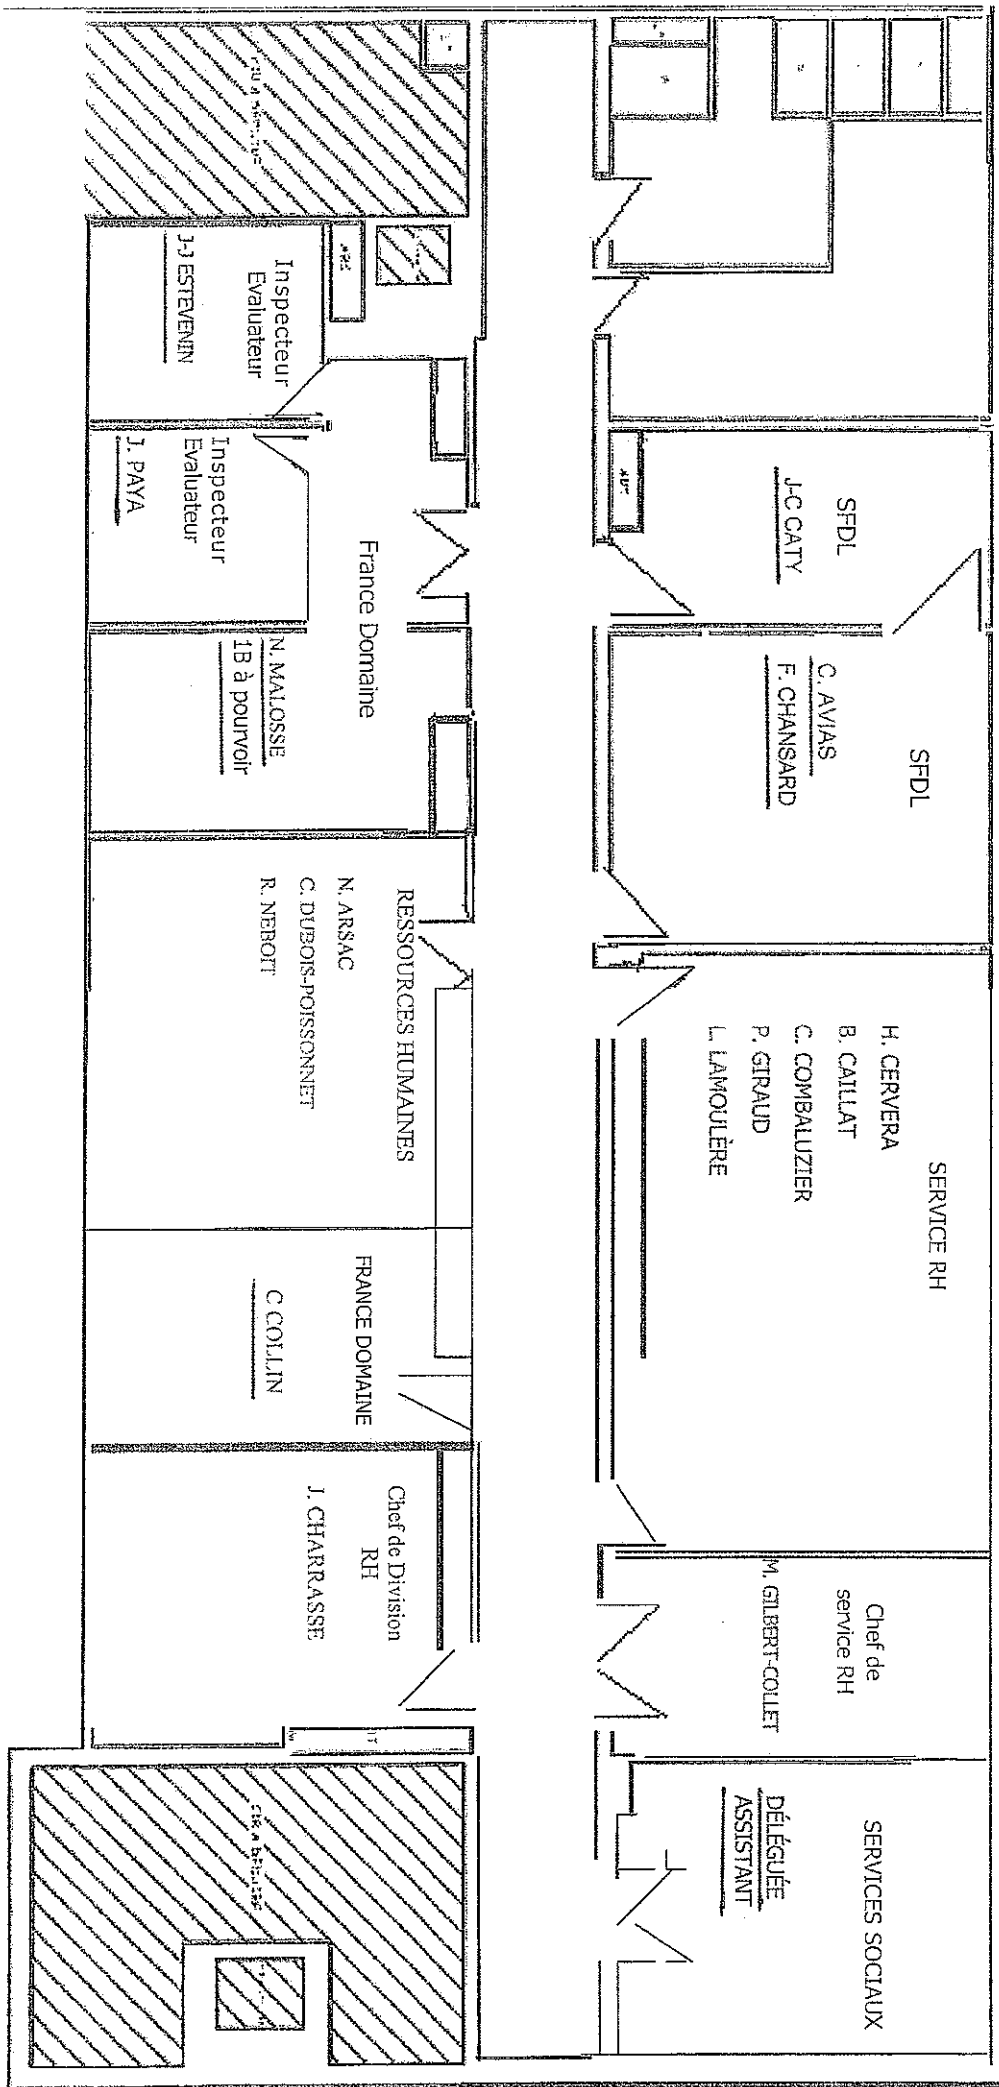 SFDL
J-C CATY
SFDL
C. AVIAS
F. CHANSARD
SERVICE RH
H. CERVERA
B. CAILLAT
C. COMBALUZIER
P. GIRAUD
L. LAMOULÈRE
Chef de
service RH
M. GILBERT-COLLET
SERVICES SOCIAUX
DÉLÉGUÉE
ASSISTANT
Inspecteur
Evaluateur
J-J ESTEVENIN
Inspecteur
Evaluateur
J. PAYA
France Domaine
N. MALOSSE
1B à pourvoir
RESSOURCES HUMAINES
N. ARSAC
C. DUBOIS-POISSONNET
R. NEBOIT
FRANCE DOMAINE
C COLLIN
Chef de Division
RH
J. CHARRASSE